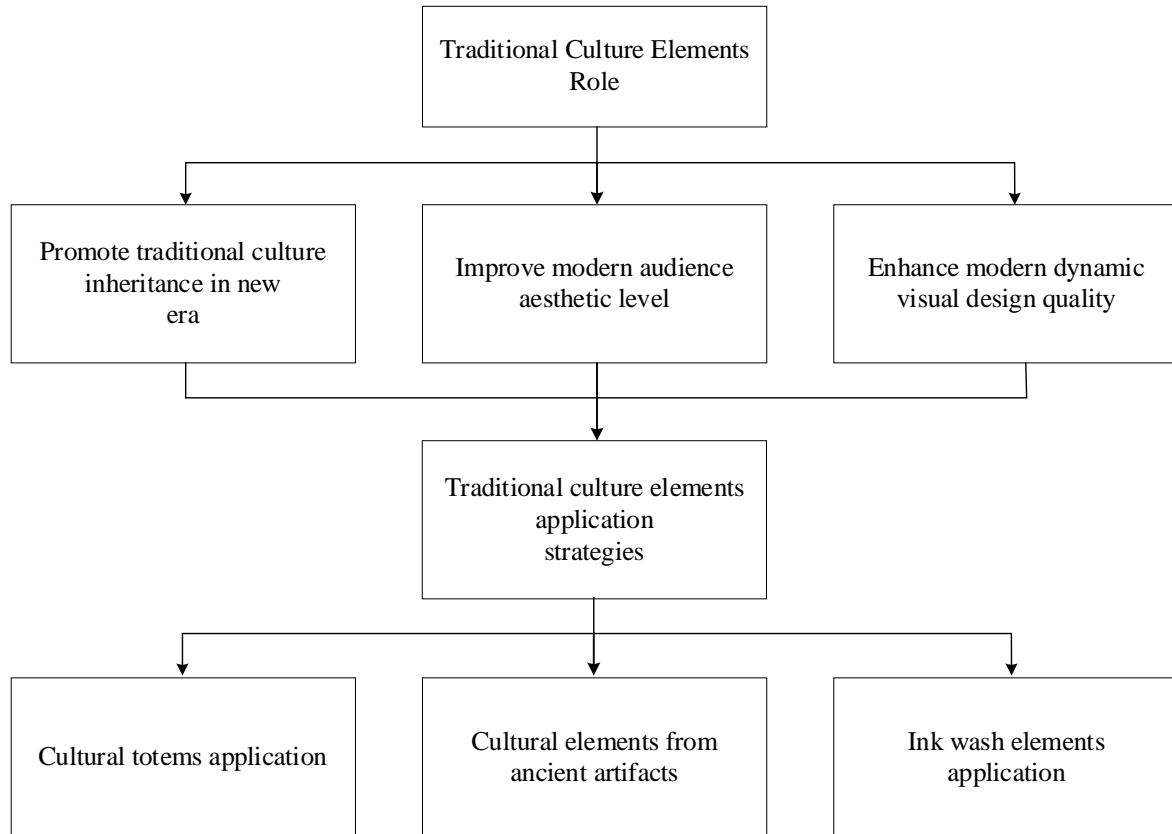 Traditional Culture Elements
Role
Promote traditional culture
inheritance in new
era
Improve modern audience
aesthetic level
Enhance modern dynamic
visual design quality
Traditional culture elements
application
strategies
Cultural totems application
Cultural elements from
ancient artifacts
Ink wash elements
application